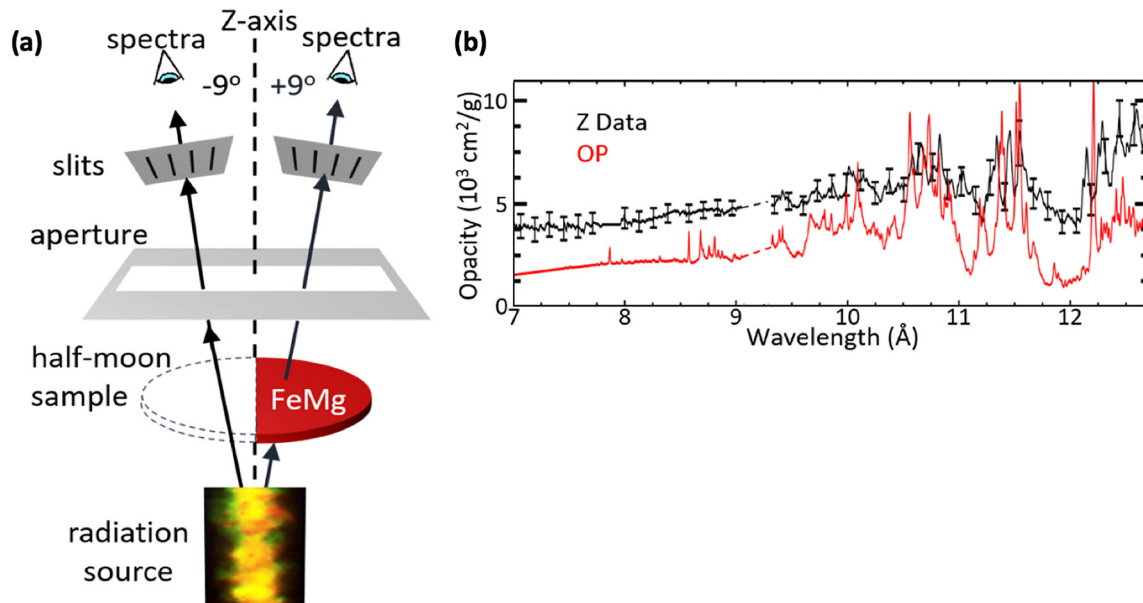 (a)
Z-axis
spectra
spectra
-9°
+9°
slits
aperture
half-moon
sample
FeMg
radiation
source
(b)
Opacity (10³ cm²/g)
10
5
0
Z Data
OP
7 8 9 10 11 12
Wavelength (Å)